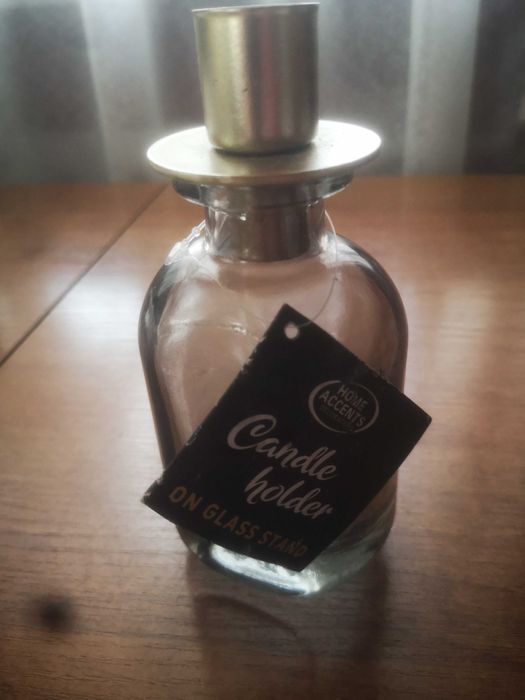 HOME
ACCENTS
Candle
holder
ON GLASS STAND